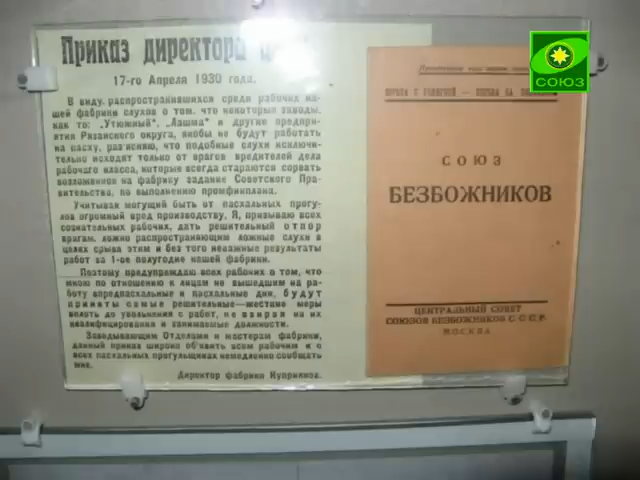 Приказ директора
17-го Апреля 1930 года.
В виду, распространившихся среди рабочих на-
шей фабрики слухов о том, что некоторые заводы,
как то: „Утюжный", „Лашма" и другие предпри-
ятия Рязанского округа, якобы не будут работать
на пасху, раз'ясняю, что подобные слухи исключи-
тельно исходят только от врагов вредителей дела
рабочего класса, которые всегда стараются сорвать
возложенное на фабрику задание Советского Пра-
вительства, по выполнению промфинплана.
Учитывая могущий быть от пасхальных прогу-
лов огромный вред производству, Я, призываю всех
сознательных рабочих, дать решительный отпор
врагам, ложно распространяющим ложные слухи в
целях срыва этим и без того неважные результаты
работ за 1-ое полугодие нашей фабрики.
Поэтому предупреждаю всех рабочих о том, что
мною по отношению к лицам не вышедшим на ра-
боту в предпасхальные и пасхальные дни, будут
приняты самые решительные—жесткие меры
вплоть до увольнения с работ, не взирая на их
квалифицирования и занимаемые должности.
Заведывающим Отделами и мастерам фабрики,
данный приказ широко об'явить всем рабочим и о
всех пасхальных прогульщиках немедленно сообщать
мне.
Директор фабрики
СОЮЗ
БЕЗБОЖНИКОВ
ЦЕНТРАЛЬНЫЙ СОВЕТ
СОЮЗОВ БЕЗБОЖНИКОВ С.С.С.Р.
МОСКВА
СОЮЗ